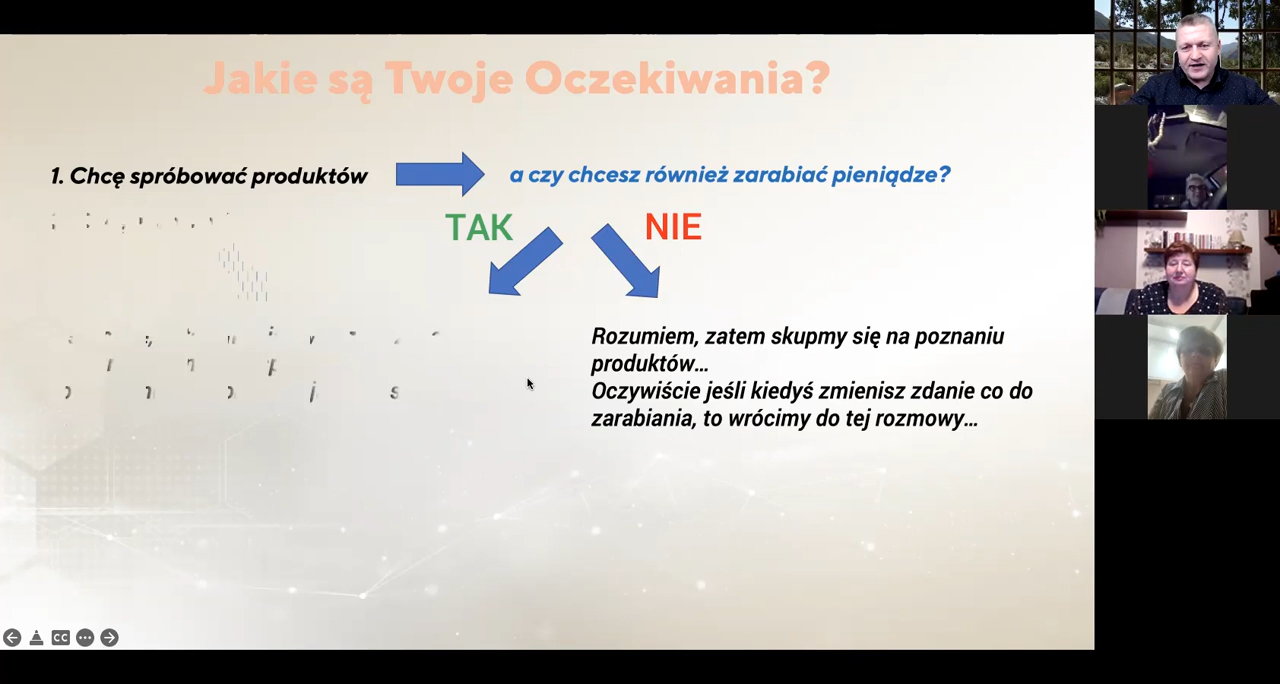 Jakie są Twoje Oczekiwania?
1. Chcę spróbować produktów
a czy chcesz również zarabiać pieniądze?
TAK
NIE
Rozumiem, zatem skupmy się na poznaniu
produktów...
Oczywiście jeśli kiedyś zmienisz zdanie co do
zarabiania, to wrócimy do tej rozmowy...
CC